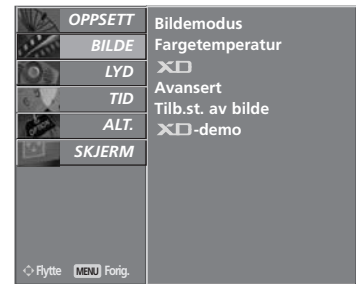 OPPSETT
BILDE
LYD
TID
ALT.
SKJERM
Flytte MENU Forig.
Bildemodus
Fargetemperatur
XD
Avansert
Tilb.st. av bilde
XD-demo